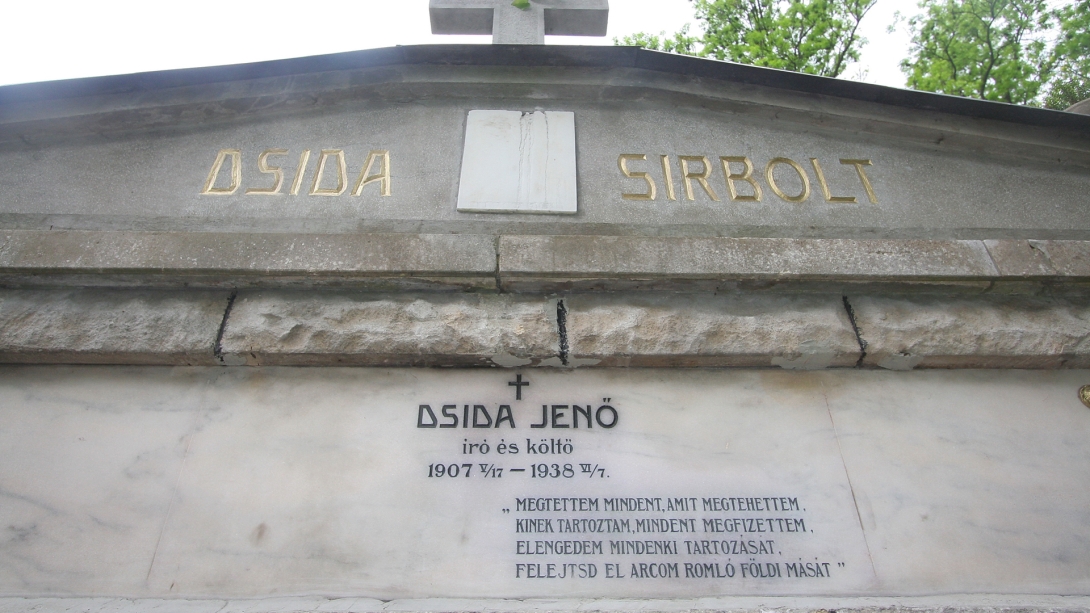 DSIDA SIRBOLT
DSIDA JENŐ
író és költő
1907 V/17 – 1938 VI/7.
„MEGTETTEM MINDENT, AMIT MEGTEHETTEM,
KINEK TARTOZTAM, MINDENT MEGFIZETTEM,
ELENGEDEM MINDENKI TARTOZÁSÁT,
FELEJTSD EL ARCOM ROMLÓ FÖLDI MÁSÁT"